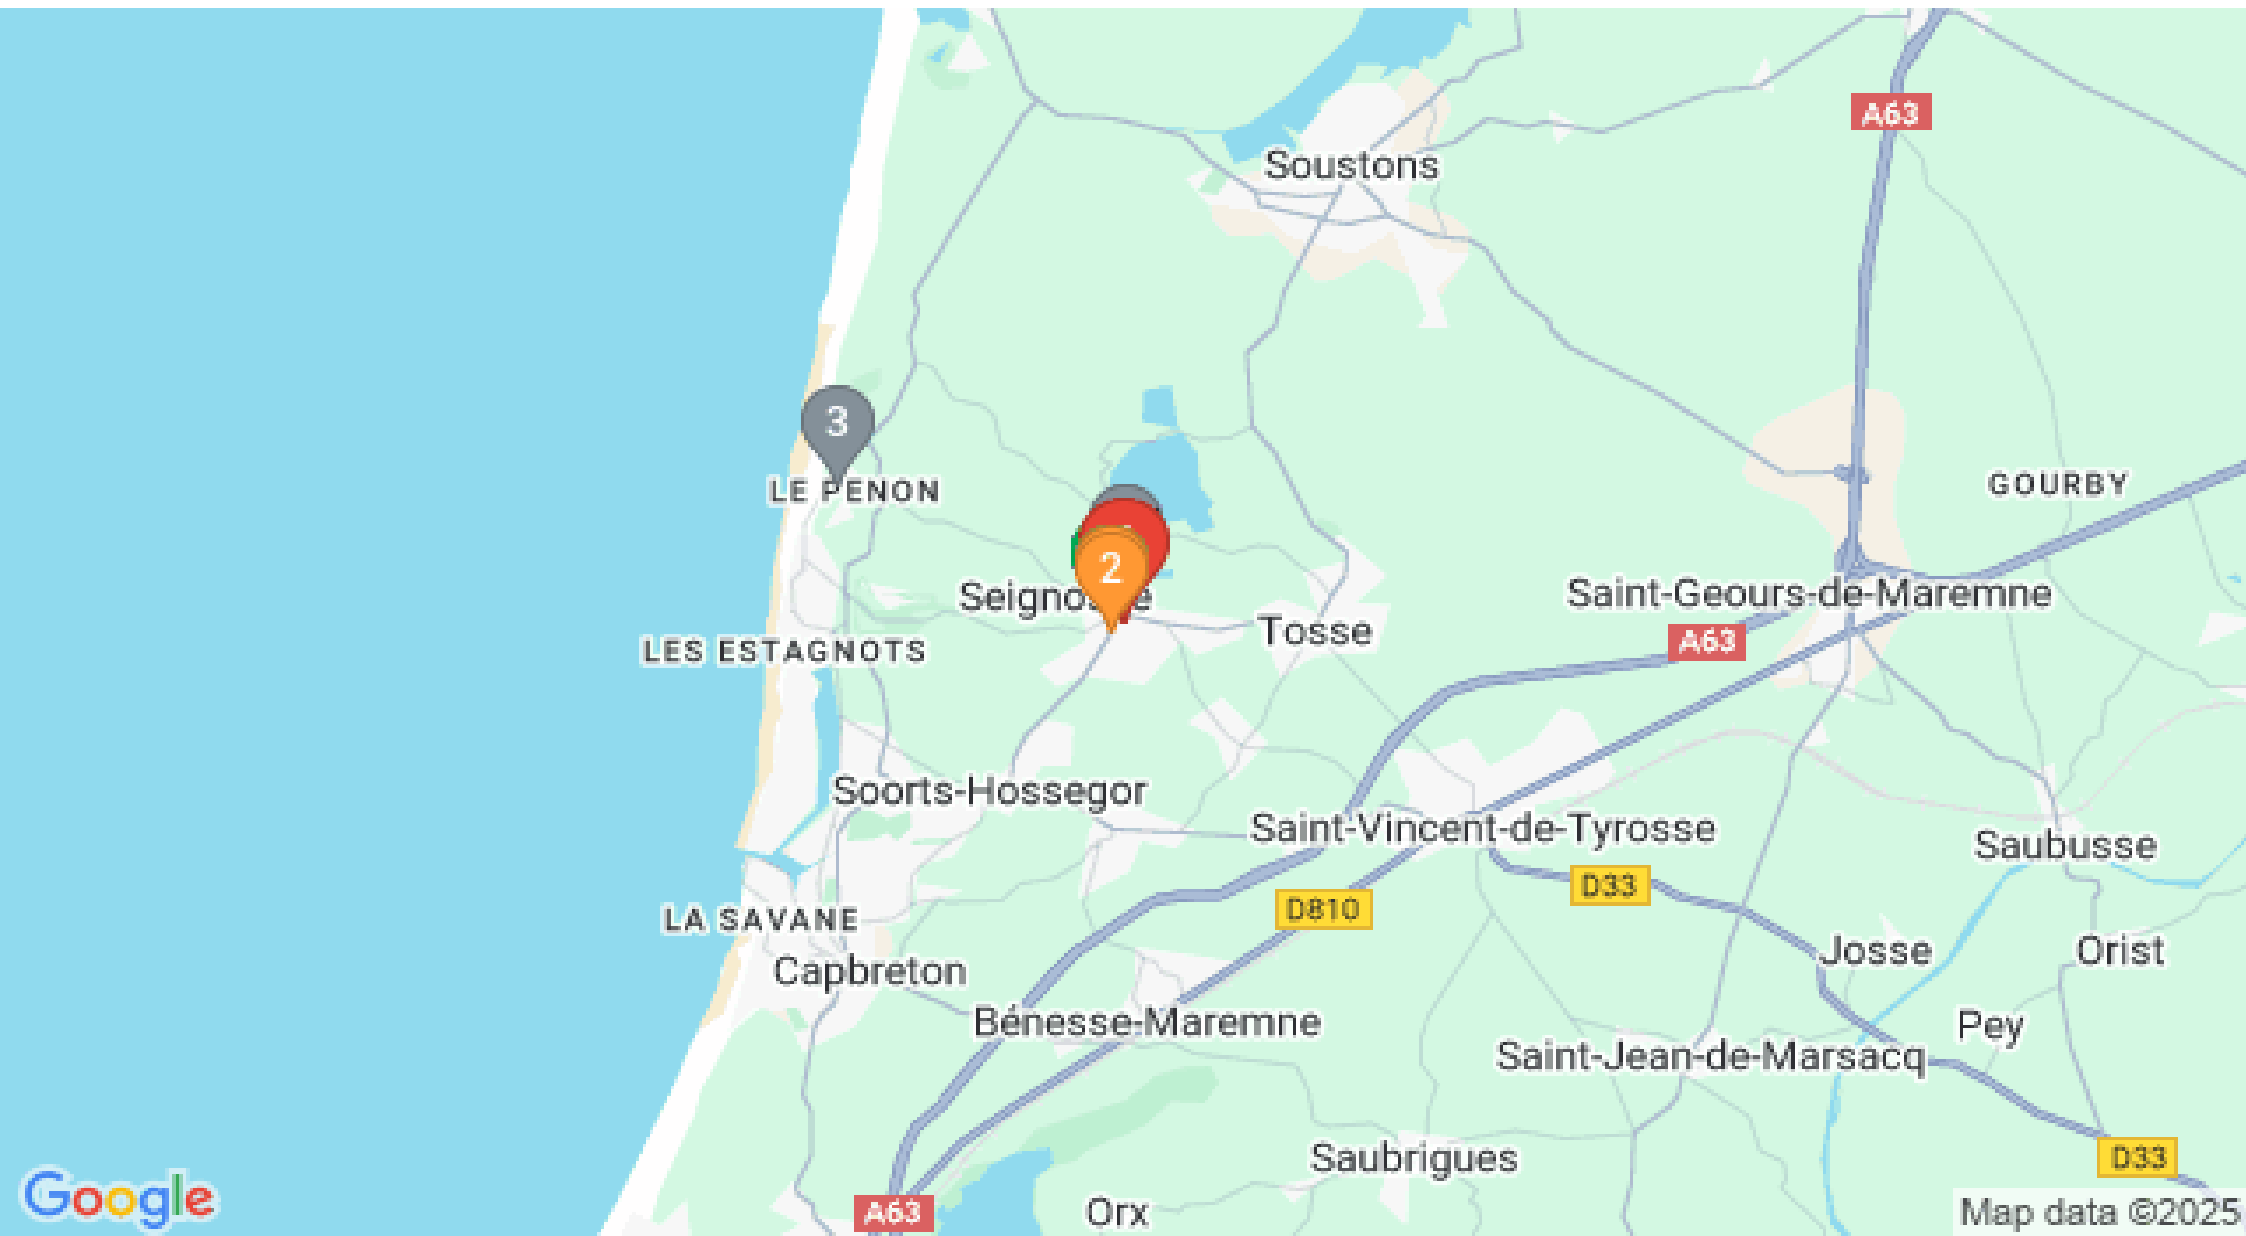 A63
Soustons
3
LE PENON
GOURBY
2
Saint-Geours-de-Maremne
Tosse
A63
LES ESTAGNOTS
Soorts-Hossegor
Saint-Vincent-de-Tyrosse
Saubusse
D33
D810
LA SAVANE
Josse
Orist
Capbreton
Bénesse-Maremne
Pey
Saint-Jean-de-Marsacq
Saubrigues
D33
Google
A63
Orx
Map data ©2025